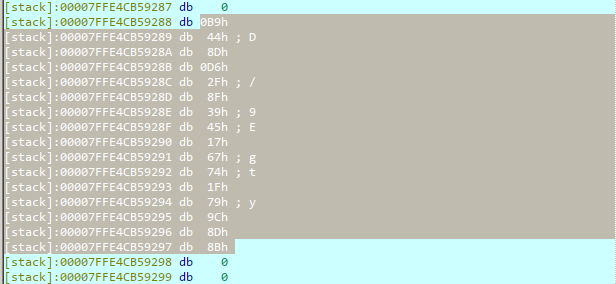 [stack]:00007FFE4CB59287 db 0
[stack]:00007FFE4CB59288 db 0B9h
[stack]:00007FFE4CB59289 db 44h ; D
[stack]:00007FFE4CB5928A db 8Dh
[stack]:00007FFE4CB5928B db 0D6h
[stack]:00007FFE4CB5928C db 2Fh ; /
[stack]:00007FFE4CB5928D db 8Fh
[stack]:00007FFE4CB5928E db 39h ; 9
[stack]:00007FFE4CB5928F db 45h ; E
[stack]:00007FFE4CB59290 db 17h
[stack]:00007FFE4CB59291 db 67h ; g
[stack]:00007FFE4CB59292 db 74h ; t
[stack]:00007FFE4CB59293 db 1Fh
[stack]:00007FFE4CB59294 db 79h ; y
[stack]:00007FFE4CB59295 db 9Ch
[stack]:00007FFE4CB59296 db 8Dh
[stack]:00007FFE4CB59297 db 8Bh
[stack]:00007FFE4CB59298 db 0
[stack]:00007FFE4CB59299 db 0